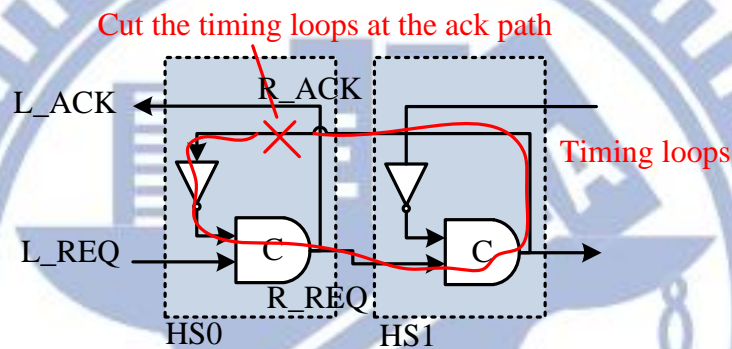 Cut the timing loops at the ack path
R_ACK
L_ACK
Timing loops
L_REQ
C
C
R_REQ
HS0
HS1